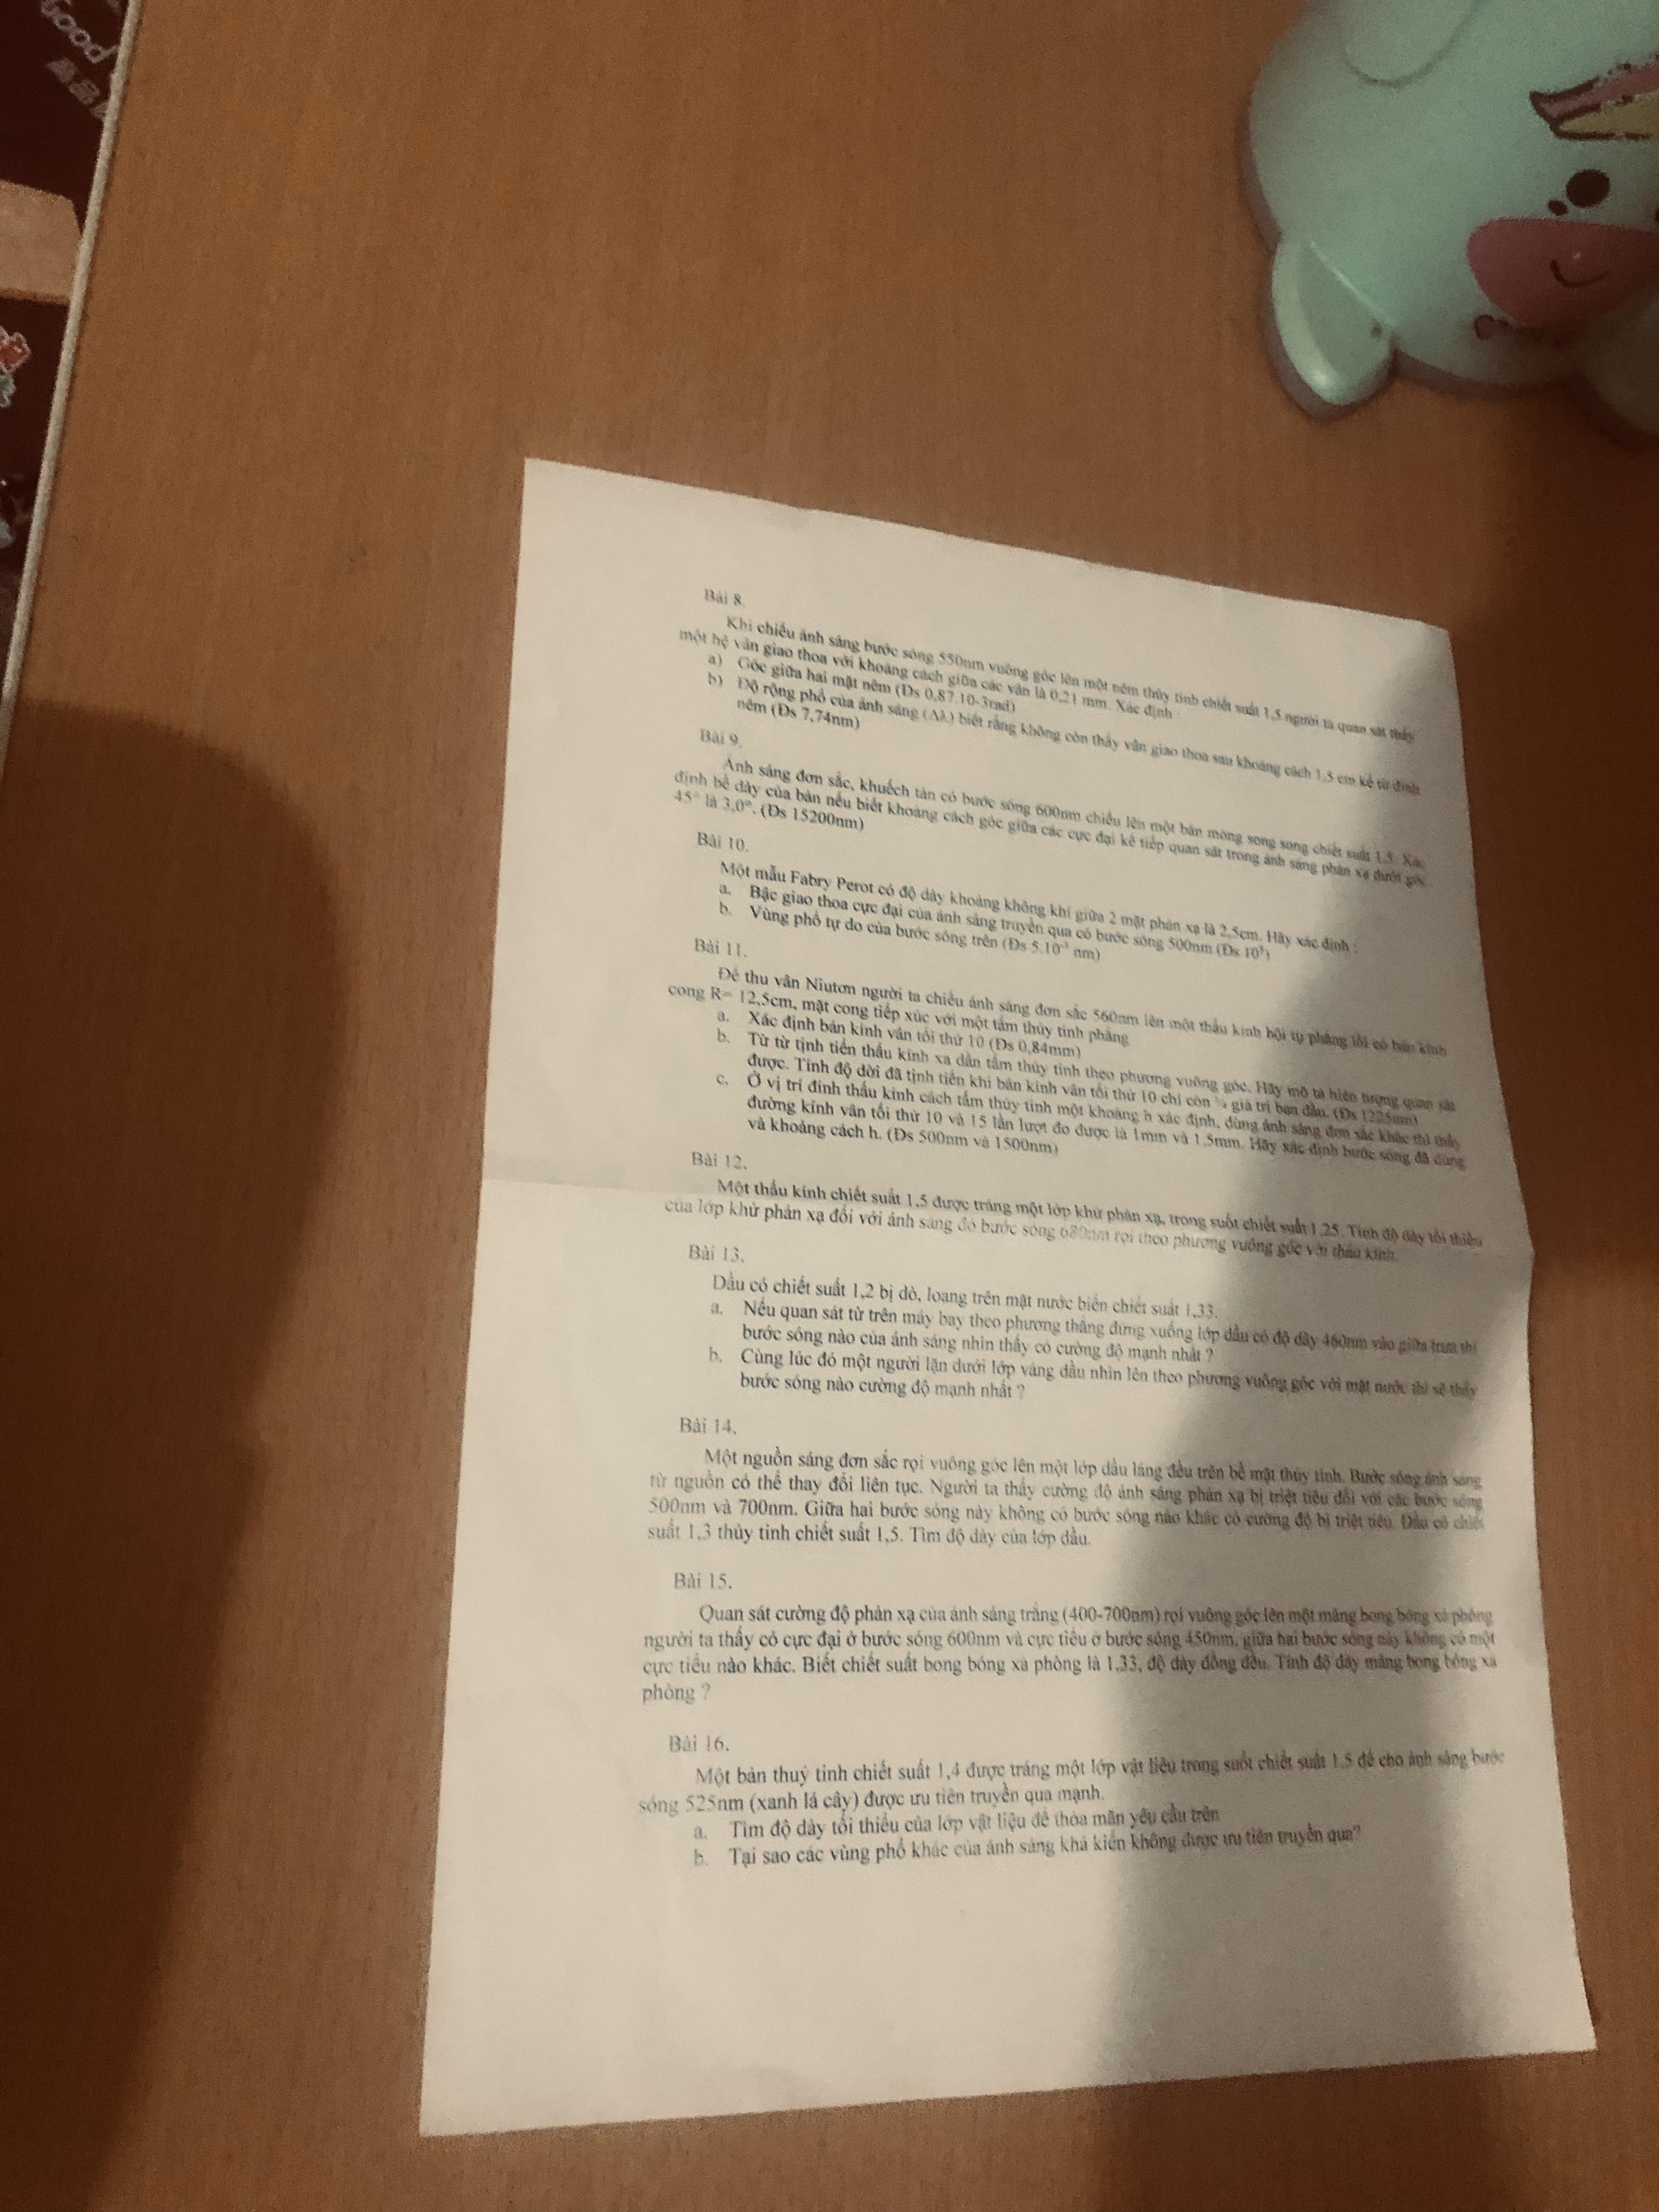 Good
高品
Bài 8.
Khi chiếu ánh sáng bước sóng 550nm vuông góc lên một nêm thủy tinh chiết suất 1,5 người ta quan sát thấy
một hệ vân giao thoa với khoảng cách giữa các vân là 0,21 mm. Xác định
a) Góc giữa hai mặt nêm (Đs 0,87.10-3rad)
b) Độ rộng phổ của ánh sáng (Δλ) biết rằng không còn thấy vân giao thoa sau khoảng cách 1,5 cm kể từ đỉnh
nêm (Đs 7,74nm)
Bài 9.
Ánh sáng đơn sắc, khuếch tán có bước sóng 600nm chiếu lên một bản mỏng song song chiết suất 1,5. Xác
định bề dày của bản nếu biết khoảng cách góc giữa các cực đại kế tiếp quan sát trong ánh sáng phản xạ dưới góc
45° là 3,0°. (Đs 15200nm)
Bài 10.
Một mẫu Fabry Perot có độ dày khoảng không khí giữa 2 mặt phản xạ là 2,5cm. Hãy xác định :
a. Bậc giao thoa cực đại của ánh sáng truyền qua có bước sóng 500nm (Đs 10⁵)
b. Vùng phổ tự do của bước sóng trên (Đs 5.10⁻³ nm)
Bài 11.
Để thu vân Niutơn người ta chiếu ánh sáng đơn sắc 560nm lên một thấu kính hội tụ phẳng lồi có bán kính
cong R= 12,5cm, mặt cong tiếp xúc với một tấm thủy tinh phẳng
a. Xác định bán kính vân tối thứ 10 (Đs 0,84mm)
b. Từ từ tịnh tiến thấu kính xa dần tấm thủy tinh theo phương vuông góc. Hãy mô tả hiện tượng quan sát
được. Tính độ dời đã tịnh tiến khi bán kính vân tối thứ 10 chỉ còn ¾ giá trị ban đầu. (Đs 1225nm)
c. Ở vị trí đỉnh thấu kính cách tấm thủy tinh một khoảng h xác định, dùng ánh sáng đơn sắc khác thì thấy
đường kính vân tối thứ 10 và 15 lần lượt đo được là 1mm và 1,5mm. Hãy xác định bước sóng đã dùng
và khoảng cách h. (Đs 500nm và 1500nm)
Bài 12.
Một thấu kính chiết suất 1,5 được tráng một lớp khử phản xạ, trong suốt chiết suất 1,25. Tính độ dày tối thiểu
của lớp khử phản xạ đối với ánh sáng đỏ bước sóng 680nm rọi theo phương vuông góc với thấu kính.
Bài 13.
Dầu có chiết suất 1,2 bị dò, loang trên mặt nước biển chiết suất 1,33.
a. Nếu quan sát từ trên máy bay theo phương thẳng đứng xuống lớp dầu có độ dày 460nm vào giữa trưa thì
bước sóng nào của ánh sáng nhìn thấy có cường độ mạnh nhất ?
b. Cùng lúc đó một người lặn dưới lớp váng dầu nhìn lên theo phương vuông góc với mặt nước thì sẽ thấy
bước sóng nào cường độ mạnh nhất ?
Bài 14.
Một nguồn sáng đơn sắc rọi vuông góc lên một lớp dầu láng đều trên bề mặt thủy tinh. Bước sóng ánh sáng
từ nguồn có thể thay đổi liên tục. Người ta thấy cường độ ánh sáng phản xạ bị triệt tiêu đối với các bước sóng
500nm và 700nm. Giữa hai bước sóng này không có bước sóng nào khác có cường độ bị triệt tiêu. Dầu có chiết
suất 1,3 thủy tinh chiết suất 1,5. Tìm độ dày của lớp dầu.
Bài 15.
Quan sát cường độ phản xạ của ánh sáng trắng (400-700nm) rọi vuông góc lên một màng bong bóng xà phòng
người ta thấy có cực đại ở bước sóng 600nm và cực tiểu ở bước sóng 450nm, giữa hai bước sóng này không có một
cực tiểu nào khác. Biết chiết suất bong bóng xà phòng là 1,33, độ dày đồng đều. Tính độ dày màng bong bóng xà
phòng ?
Bài 16.
Một bản thuỷ tinh chiết suất 1,4 được tráng một lớp vật liệu trong suốt chiết suất 1,5 để cho ánh sáng bước
sóng 525nm (xanh lá cây) được ưu tiên truyền qua mạnh.
a. Tìm độ dày tối thiểu của lớp vật liệu để thỏa mãn yêu cầu trên
b. Tại sao các vùng phổ khác của ánh sáng khả kiến không được ưu tiên truyền qua?